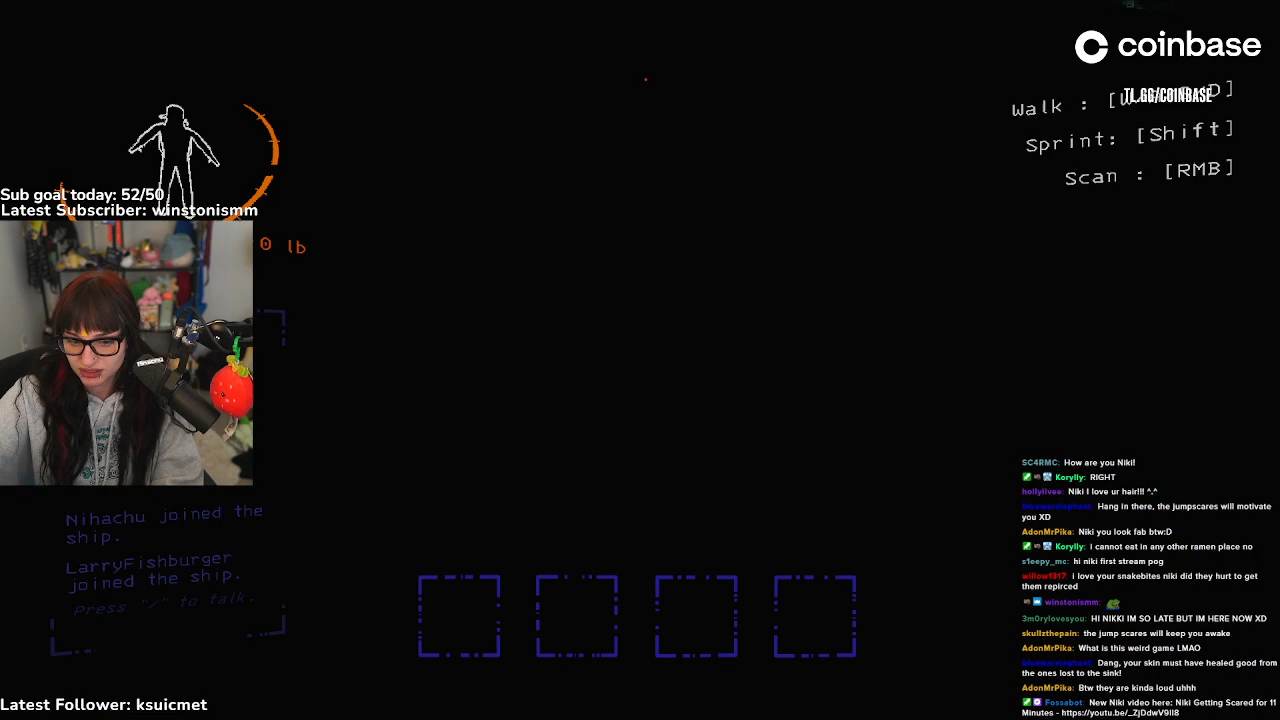 coinbase
TL.GG/COINBASE
Walk : [W D]
Sprint: [Shift]
Scan : [RMB]
Sub goal today: 52/50
Latest Subscriber: winstonismm
0 lb
Nihachu joined the
ship.
LarryFishburger
joined the ship.
Press "/" to talk.
SC4RMC: How are you Niki!
Korylly: RIGHT
hollylivee: Niki I love ur hair!!! ^.^
Hang in there, the jumpscares will motivate
you XD
AdonMrPika: Niki you look fab btw:D
Korylly: i cannot eat in any other ramen place no
s1eepy_mc: hi niki first stream pog
willow1317: i love your snakebites niki did they hurt to get
them repirced
winstonismm:
3m0rylovesyou: HI NIKKI IM SO LATE BUT IM HERE NOW XD
skullzthepain: the jump scares will keep you awake
AdonMrPika: What is this weird game LMAO
Dang, your skin must have healed good from
the ones lost to the sink!
AdonMrPika: Btw they are kinda loud uhhh
Fossabot: New Niki video here: Niki Getting Scared for 11
Minutes - https://youtu.be/_ZjDdwV9II8
Latest Follower: ksuicmet